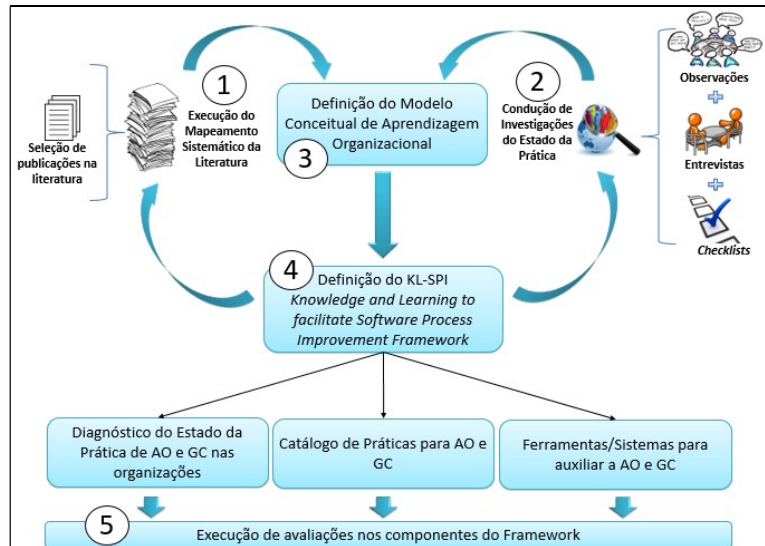 Seleção de
publicações na
literatura
1
Execução do
Mapeamento
Sistemático da
Literatura
Definição do Modelo
Conceitual de Aprendizagem
Organizacional
3
2
Condução de
Investigações
do Estado da
Prática
Observações
Entrevistas
Checklists
4
Definição do KL-SPI
Knowledge and Learning to
facilitate Software Process
Improvement Framework
Diagnóstico do Estado da
Prática de AO e GC nas
organizações
Catálogo de Práticas para AO e
GC
Ferramentas/Sistemas para
auxiliar a AO e GC
5
Execução de avaliações nos componentes do Framework